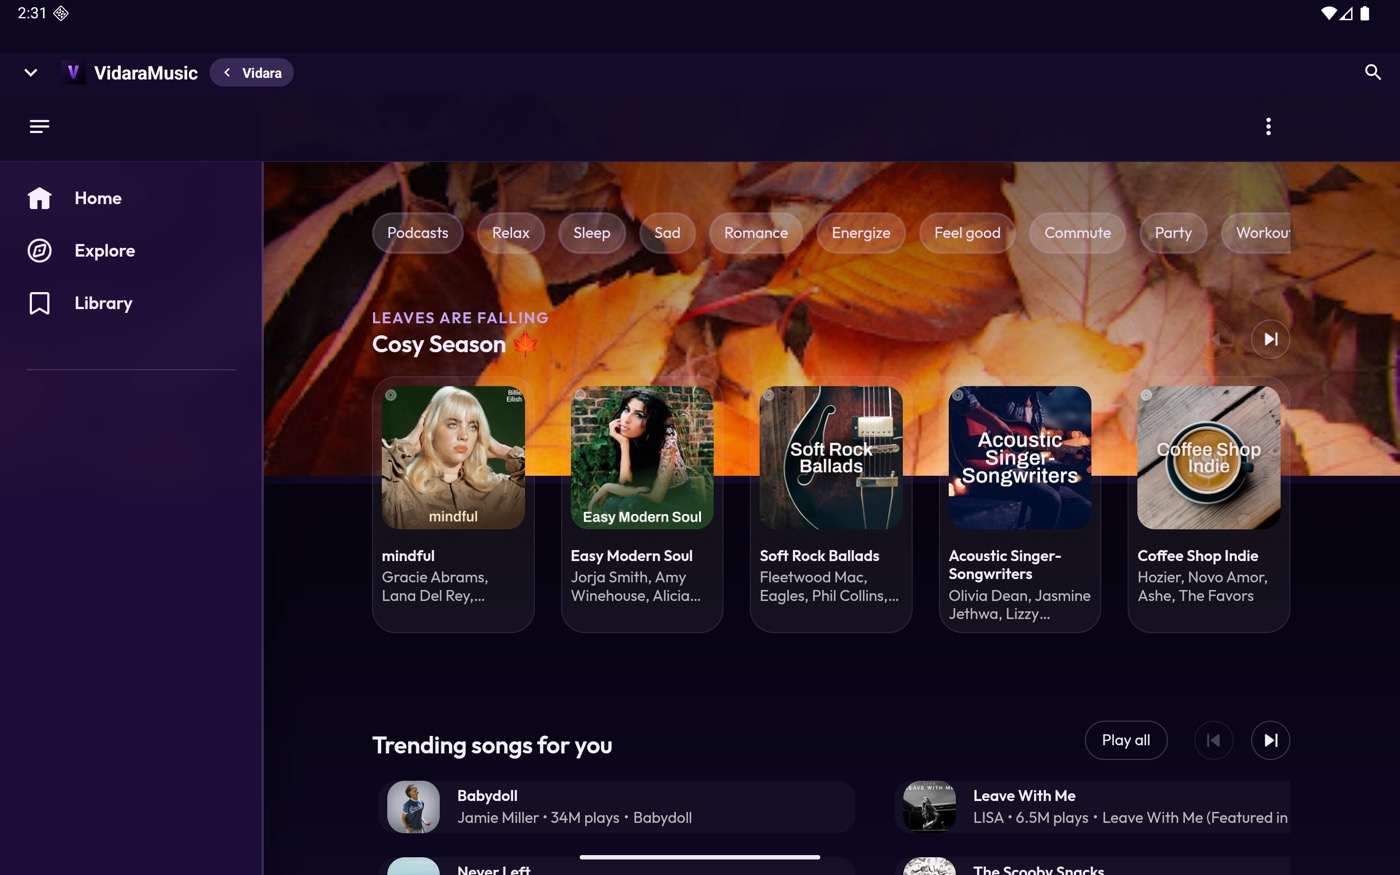 2:31
VidaraMusic
Vidara
Home
Explore
Library
Podcasts
Relax
Sleep
Sad
Romance
Energize
Feel good
Commute
Party
Workou
LEAVES ARE FALLING
Cosy Season 🍁
Billie
Eilish
mindful
Easy Modern Soul
Soft Rock
Ballads
Acoustic
Singer-
Songwriters
Coffee Shop
Indie
mindful
Gracie Abrams,
Lana Del Rey,...
Easy Modern Soul
Jorja Smith, Amy
Winehouse, Alicia...
Soft Rock Ballads
Fleetwood Mac,
Eagles, Phil Collins,...
Acoustic Singer-
Songwriters
Olivia Dean, Jasmine
Jethwa, Lizzy...
Coffee Shop Indie
Hozier, Novo Amor,
Ashe, The Favors
Trending songs for you
Play all
Babydoll
Jamie Miller • 34M plays • Babydoll
LEAVE WITH ME
Leave With Me
LISA • 6.5M plays • Leave With Me (Featured in
Never Left
The Scooby Snacks